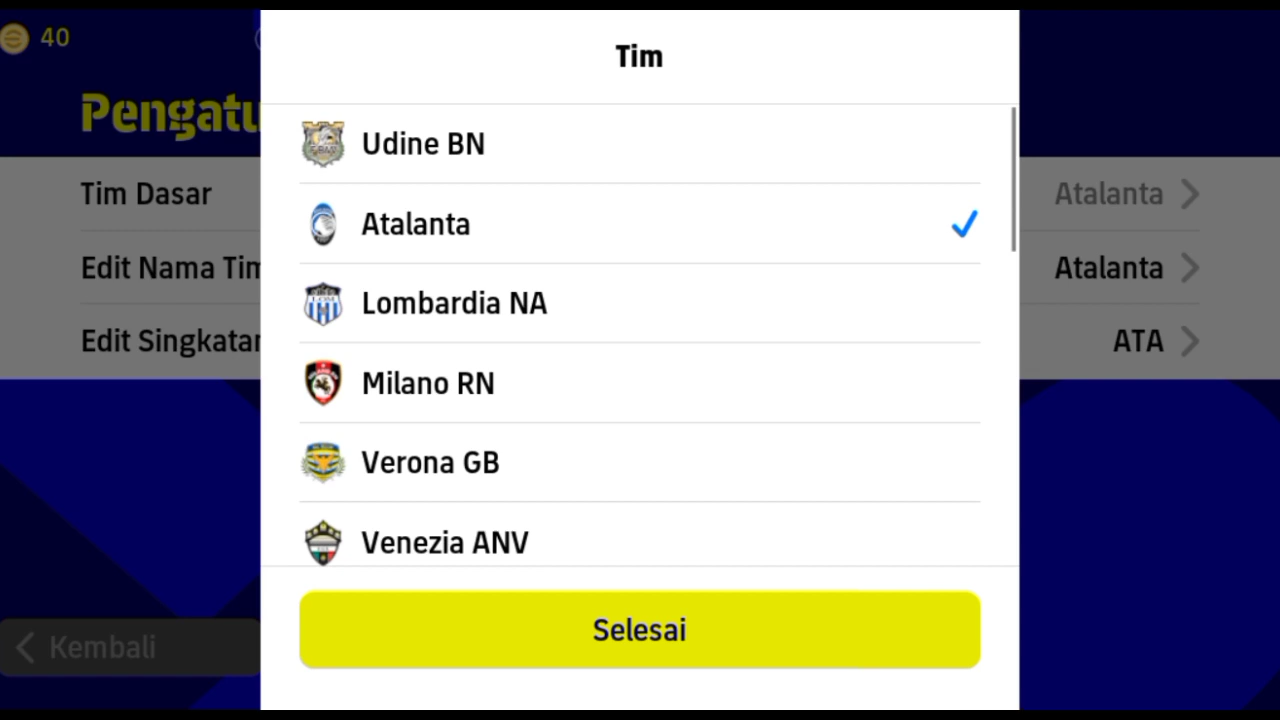 40
Tim
Pengatu
Udine BN
Tim Dasar
Atalanta
Atalanta
Edit Nama Tim
Atalanta
Lombardia NA
Edit Singkatan
ATA
Milano RN
Verona GB
Venezia ANV
Selesai
Kembali